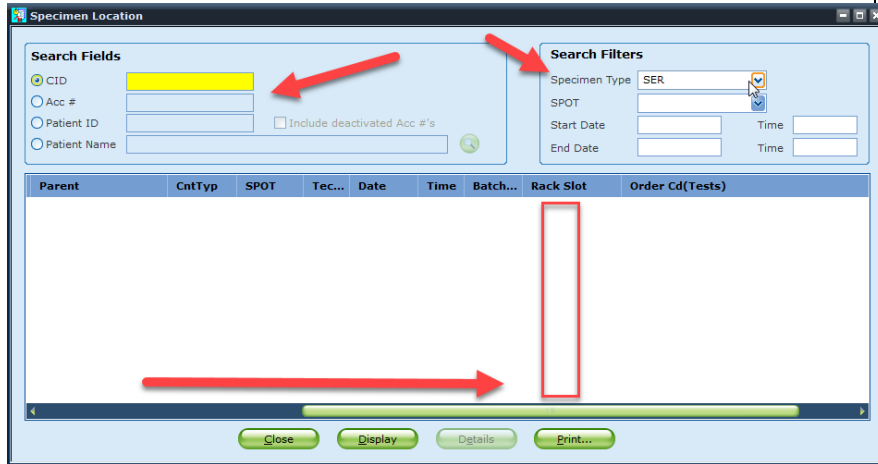 Specimen Location
Search Fields
CID
Acc #
Patient ID
Include deactivated Acc #'s
Patient Name
Search Filters
Specimen Type SER
SPOT
Start Date Time
End Date Time
Parent CntTyp SPOT Tec... Date Time Batch... Rack Slot Order Cd(Tests)
Close Display Details Print...